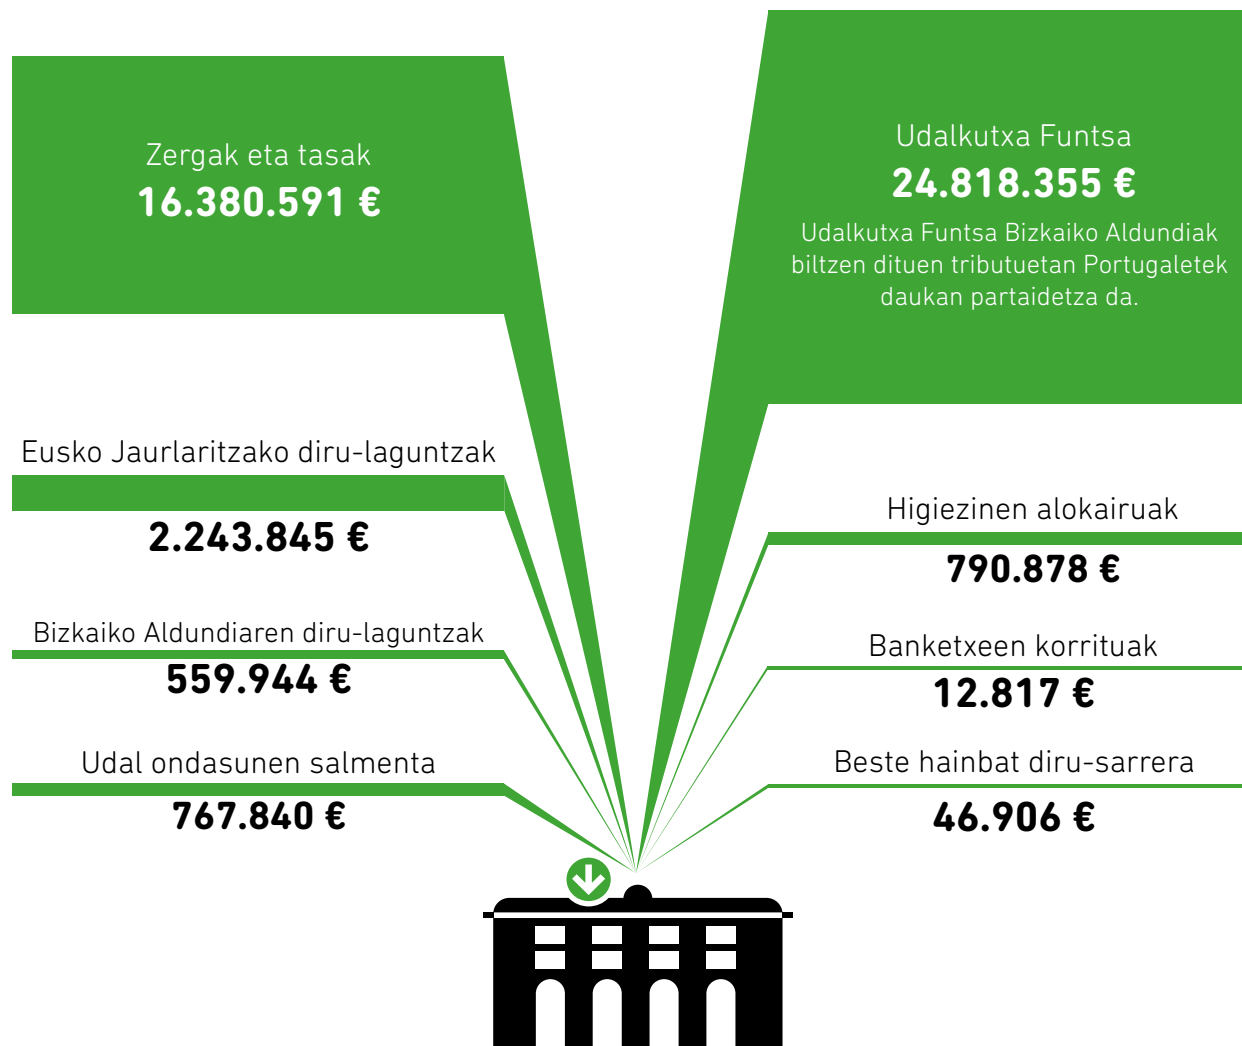 Zergak eta tasak
16.380.591 €
Eusko Jaurlaritzako diru-laguntzak
2.243.845 €
Bizkaiko Aldundiaren diru-laguntzak
559.944 €
Udal ondasunen salmenta
767.840 €
Udalkutxa Funtsa
24.818.355 €
Udalkutxa Funtsa Bizkaiko Aldundiak
biltzen dituen tributuetan Portugaletek
daukan partaidetza da.
Higiezinen alokairuak
790.878 €
Banketxeen korrituak
12.817 €
Beste hainbat diru-sarrera
46.906 €